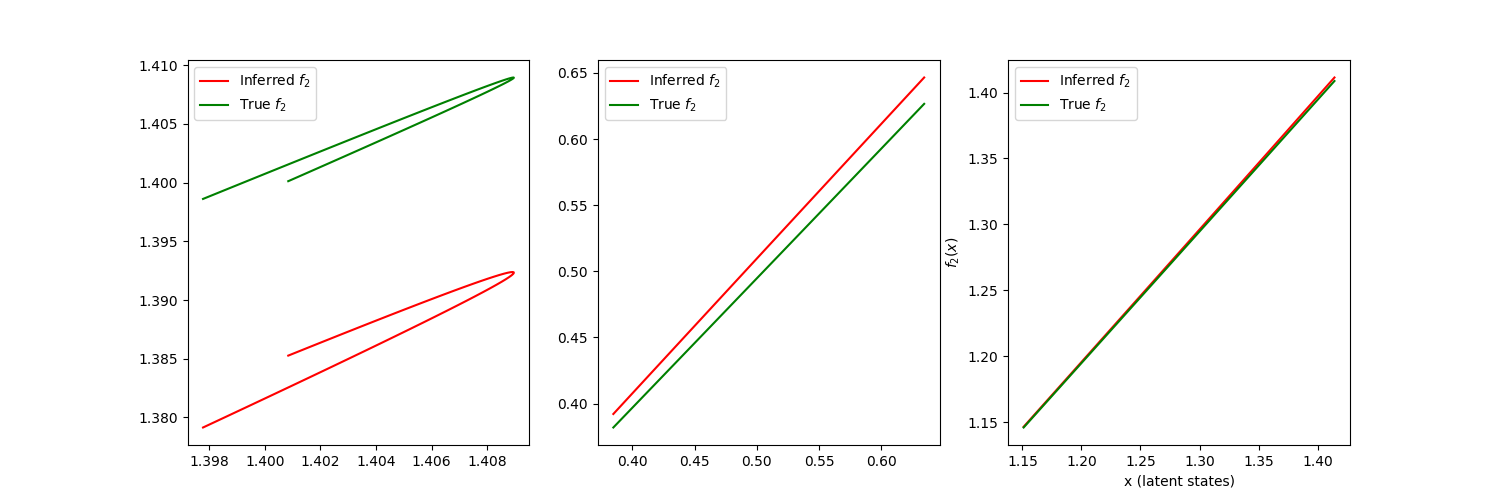 1.410
1.405
1.400
1.395
1.390
1.385
1.380
1.398 1.400 1.402 1.404 1.406 1.408
Inferred f₂
True f₂
0.65
0.60
0.55
0.50
0.45
0.40
0.40 0.45 0.50 0.55 0.60
Inferred f₂
True f₂
f₂(x)
1.40
1.35
1.30
1.25
1.20
1.15
1.15 1.20 1.25 1.30 1.35 1.40
x (latent states)
Inferred f₂
True f₂